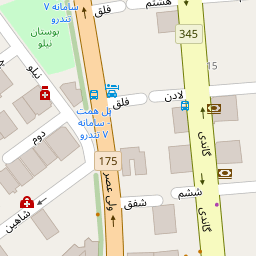 سامانه ۷
تندرو
فلق
هشتم
بوستان
نیلو
345
15
نیلو
فلق
لادن
پل همت
- سامانه
۷ تندرو
گاندی
دوم
175
ولی عصر
شاهین
شفق
ششم
گاندی